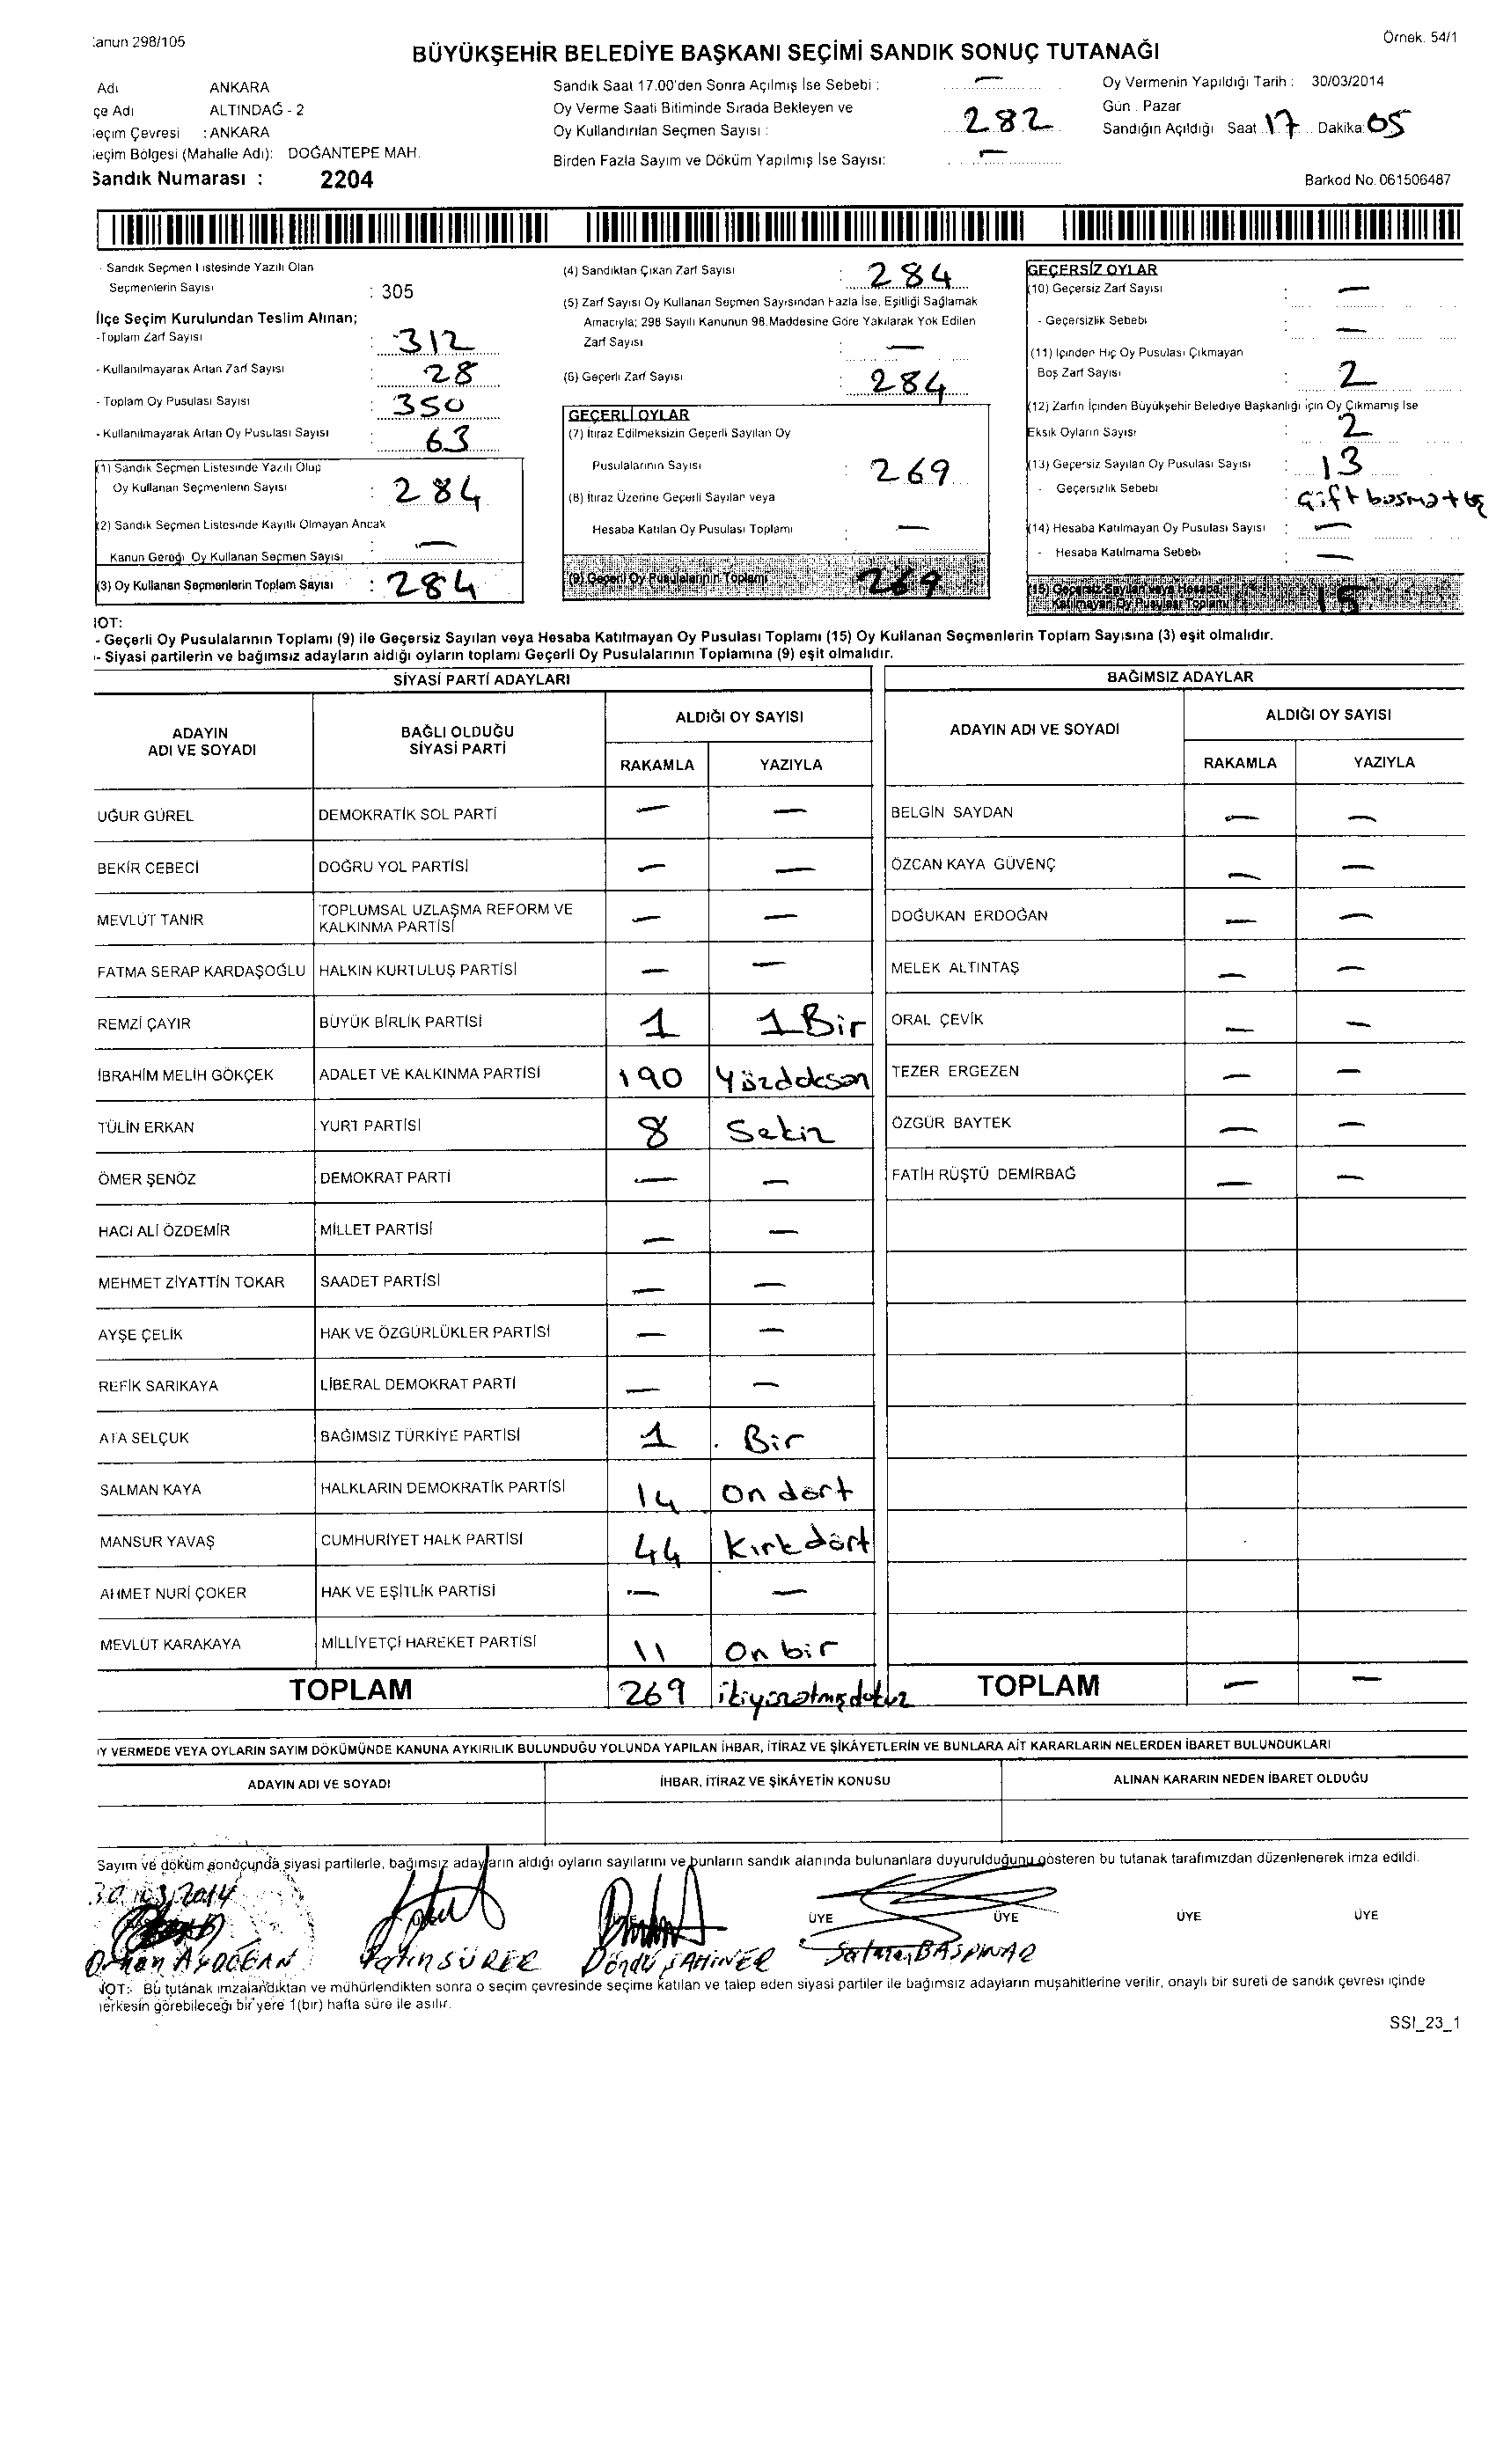 anun 298/105
Örnek. 54/1
BÜYÜKŞEHİR BELEDİYE BAŞKANI SEÇİMİ SANDIK SONUÇ TUTANAĞI
Adı ANKARA
çe Adı ALTINDAĞ - 2
eçim Çevresi : ANKARA
eçim Bölgesi (Mahalle Adı): DOĞANTEPE MAH.
Sandık Numarası : 2204
Sandık Saat 17.00'den Sonra Açılmış İse Sebebi : —
Oy Verme Saati Bitiminde Sırada Bekleyen ve
Oy Kullandırılan Seçmen Sayısı : 282
Birden Fazla Sayım ve Döküm Yapılmış İse Sayısı: —
Oy Vermenin Yapıldığı Tarih : 30/03/2014
Gün . Pazar
Sandığın Açıldığı Saat 17 Dakika: 05
Barkod No. 061506487
- Sandık Seçmen Listesinde Yazılı Olan
Seçmenlerin Sayısı : 305
İlçe Seçim Kurulundan Teslim Alınan;
-Toplam Zarf Sayısı : 312
- Kullanılmayarak Artan Zarf Sayısı : 28
- Toplam Oy Pusulası Sayısı : 350
- Kullanılmayarak Artan Oy Pusulası Sayısı : 63
(1) Sandık Seçmen Listesinde Yazılı Olup
Oy Kullanan Seçmenlerin Sayısı : 284
(2) Sandık Seçmen Listesinde Kayıtlı Olmayan Ancak
Kanun Gereği Oy Kullanan Seçmen Sayısı : —
(3) Oy Kullanan Seçmenlerin Toplam Sayısı : 284
(4) Sandıktan Çıkan Zarf Sayısı : 284
(5) Zarf Sayısı Oy Kullanan Seçmen Sayısından Fazla İse, Eşitliği Sağlamak
Amacıyla; 298 Sayılı Kanunun 98.Maddesine Göre Yakılarak Yok Edilen
Zarf Sayısı : —
(6) Geçerli Zarf Sayısı : 284
GEÇERLİ OYLAR
(7) İtiraz Edilmeksizin Geçerli Sayılan Oy
Pusulalarının Sayısı : 269
(8) İtiraz Üzerine Geçerli Sayılan veya
Hesaba Katılan Oy Pusulası Toplamı : —
(9) Geçerli Oy Pusulalarının Toplamı 269
GEÇERSİZ OYLAR
(10) Geçersiz Zarf Sayısı : —
- Geçersizlik Sebebi : —
(11) İçinden Hiç Oy Pusulası Çıkmayan
Boş Zarf Sayısı : 2
(12) Zarfın İçinden Büyükşehir Belediye Başkanlığı için Oy Çıkmamış İse
Eksik Oyların Sayısı : 2
(13) Geçersiz Sayılan Oy Pusulası Sayısı : 13
- Geçersizlik Sebebi : Çift basmatış
(14) Hesaba Katılmayan Oy Pusulası Sayısı : —
- Hesaba Katılmama Sebebi : —
(15) Geçersiz Sayılan veya Hesaba
Katılmayan Oy Pusulası Toplamı 15
IOT:
- Geçerli Oy Pusulalarının Toplamı (9) ile Geçersiz Sayılan veya Hesaba Katılmayan Oy Pusulası Toplamı (15) Oy Kullanan Seçmenlerin Toplam Sayısına (3) eşit olmalıdır.
- Siyasi partilerin ve bağımsız adayların aldığı oyların toplamı Geçerli Oy Pusulalarının Toplamına (9) eşit olmalıdır.
SİYASİ PARTİ ADAYLARI
ADAYIN ADI VE SOYADI
BAĞLI OLDUĞU SİYASİ PARTİ
ALDIĞI OY SAYISI
RAKAMLA YAZIYLA
UĞUR GÜREL DEMOKRATİK SOL PARTİ — —
BEKİR CEBECİ DOĞRU YOL PARTİSİ — —
MEVLÜT TANIR TOPLUMSAL UZLAŞMA REFORM VE KALKINMA PARTİSİ — —
FATMA SERAP KARDAŞOĞLU HALKIN KURTULUŞ PARTİSİ — —
REMZİ ÇAYIR BÜYÜK BİRLİK PARTİSİ 1 1 Bir
İBRAHİM MELİH GÖKÇEK ADALET VE KALKINMA PARTİSİ 190 Yüzdoksan
TÜLİN ERKAN YURT PARTİSİ 8 Sekiz
ÖMER ŞENÖZ DEMOKRAT PARTİ — —
HACI ALİ ÖZDEMİR MİLLET PARTİSİ — —
MEHMET ZİYATTİN TOKAR SAADET PARTİSİ — —
AYŞE ÇELİK HAK VE ÖZGÜRLÜKLER PARTİSİ — —
REFİK SARIKAYA LİBERAL DEMOKRAT PARTİ — —
ATA SELÇUK BAĞIMSIZ TÜRKİYE PARTİSİ 1 Bir
SALMAN KAYA HALKLARIN DEMOKRATİK PARTİSİ 14 On dört
MANSUR YAVAŞ CUMHURİYET HALK PARTİSİ 44 Kırkdört
AHMET NURİ ÇOKER HAK VE EŞİTLİK PARTİSİ — —
MEVLÜT KARAKAYA MİLLİYETÇİ HAREKET PARTİSİ 11 On bir
TOPLAM 269 ikiyüzatmışdokuz
BAĞIMSIZ ADAYLAR
ADAYIN ADI VE SOYADI
ALDIĞI OY SAYISI
RAKAMLA YAZIYLA
BELGİN SAYDAN — —
ÖZCAN KAYA GÜVENÇ — —
DOĞUKAN ERDOĞAN — —
MELEK ALTINTAŞ — —
ORAL ÇEVİK — —
TEZER ERGEZEN — —
ÖZGÜR BAYTEK — —
FATİH RÜŞTÜ DEMİRBAĞ — —
TOPLAM — —
Y VERMEDE VEYA OYLARIN SAYIM DÖKÜMÜNDE KANUNA AYKIRILIK BULUNDUĞU YOLUNDA YAPILAN İHBAR, İTİRAZ VE ŞİKÂYETLERİN VE BUNLARA AİT KARARLARIN NELERDEN İBARET BULUNDUKLARI
ADAYIN ADI VE SOYADI İHBAR, İTİRAZ VE ŞİKÂYETİN KONUSU ALINAN KARARIN NEDEN İBARET OLDUĞU
Sayım ve döküm sonucunda siyasi partilerle, bağımsız adayların aldığı oyların sayılarını ve bunların sandık alanında bulunanlara duyurulduğunu gösteren bu tutanak tarafımızdan düzenlenerek imza edildi.
30/03/2014
ÜYE ÜYE ÜYE ÜYE
Orhan AYDOĞAN SÜRER Döndü ŞAHİNER BAŞPINAR
NOT: Bu tutanak imzalandıktan ve mühürlendikten sonra o seçim çevresinde seçime katılan ve talep eden siyasi partiler ile bağımsız adayların müşahitlerine verilir, onaylı bir sureti de sandık çevresi içinde
herkesin görebileceği bir yere 1(bir) hafta süre ile asılır.
SSI_23_1